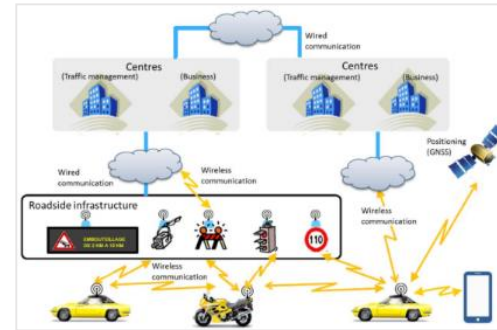 Wired
communication
Centres
(Traffic management)
(Business)
Centres
(Traffic management)
(Business)
Positioning
(GNSS)
Wired
communication
Wireless
communication
Wireless
communication
Roadside infrastructure
EMBOUTEILLAGE
110
Wireless
communication